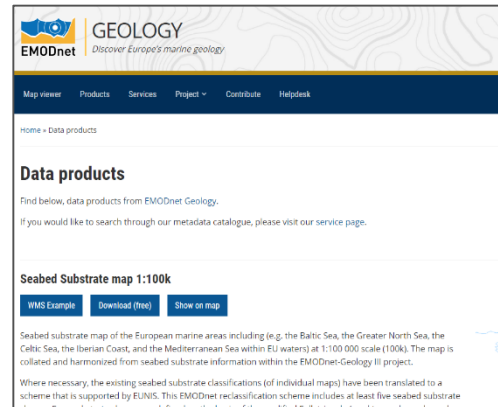 EMODnet
GEOLOGY
Discover Europe's marine geology
Map viewer Products Services Project Contribute Helpdesk
Home » Data products
Data products
Find below, data products from EMODnet Geology.
If you would like to search through our metadata catalogue, please visit our service page.
Seabed Substrate map 1:100k
WMS Example Download (free) Show on map
Seabed substrate map of the European marine areas including (e.g. the Baltic Sea, the Greater North Sea, the
Celtic Sea, the Iberian Coast, and the Mediterranean Sea within EU waters) at 1:100 000 scale (100k). The map is
collated and harmonized from seabed substrate information within the EMODnet-Geology III project.
Where necessary, the existing seabed substrate classifications (of individual maps) have been translated to a
scheme that is supported by EUNIS. This EMODnet reclassification scheme includes at least five seabed substrate